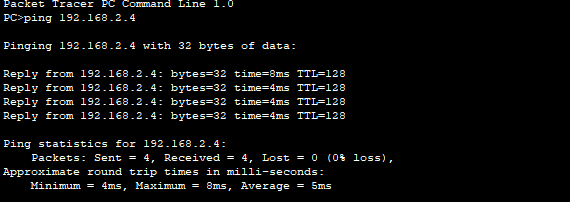 Packet Tracer PC Command Line 1.0
PC>ping 192.168.2.4
Pinging 192.168.2.4 with 32 bytes of data:
Reply from 192.168.2.4: bytes=32 time=8ms TTL=128
Reply from 192.168.2.4: bytes=32 time=4ms TTL=128
Reply from 192.168.2.4: bytes=32 time=4ms TTL=128
Reply from 192.168.2.4: bytes=32 time=4ms TTL=128
Ping statistics for 192.168.2.4:
Packets: Sent = 4, Received = 4, Lost = 0 (0% loss),
Approximate round trip times in milli-seconds:
Minimum = 4ms, Maximum = 8ms, Average = 5ms